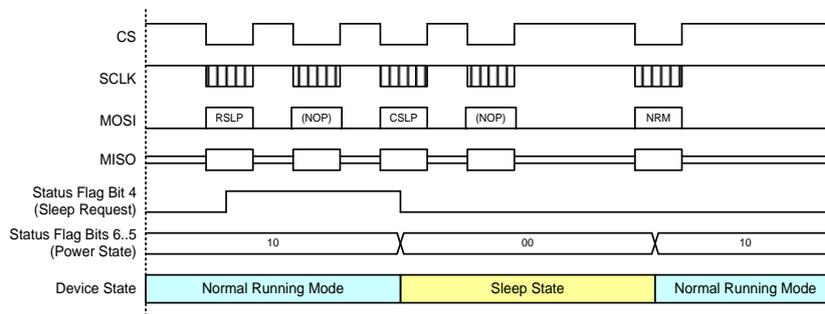 CS
SCLK
MOSI RSLP (NOP) CSLP (NOP) NRM
MISO
Status Flag Bit 4
(Sleep Request)
Status Flag Bits 6..5
(Power State)
10 00 10
Device State Normal Running Mode Sleep State Normal Running Mode